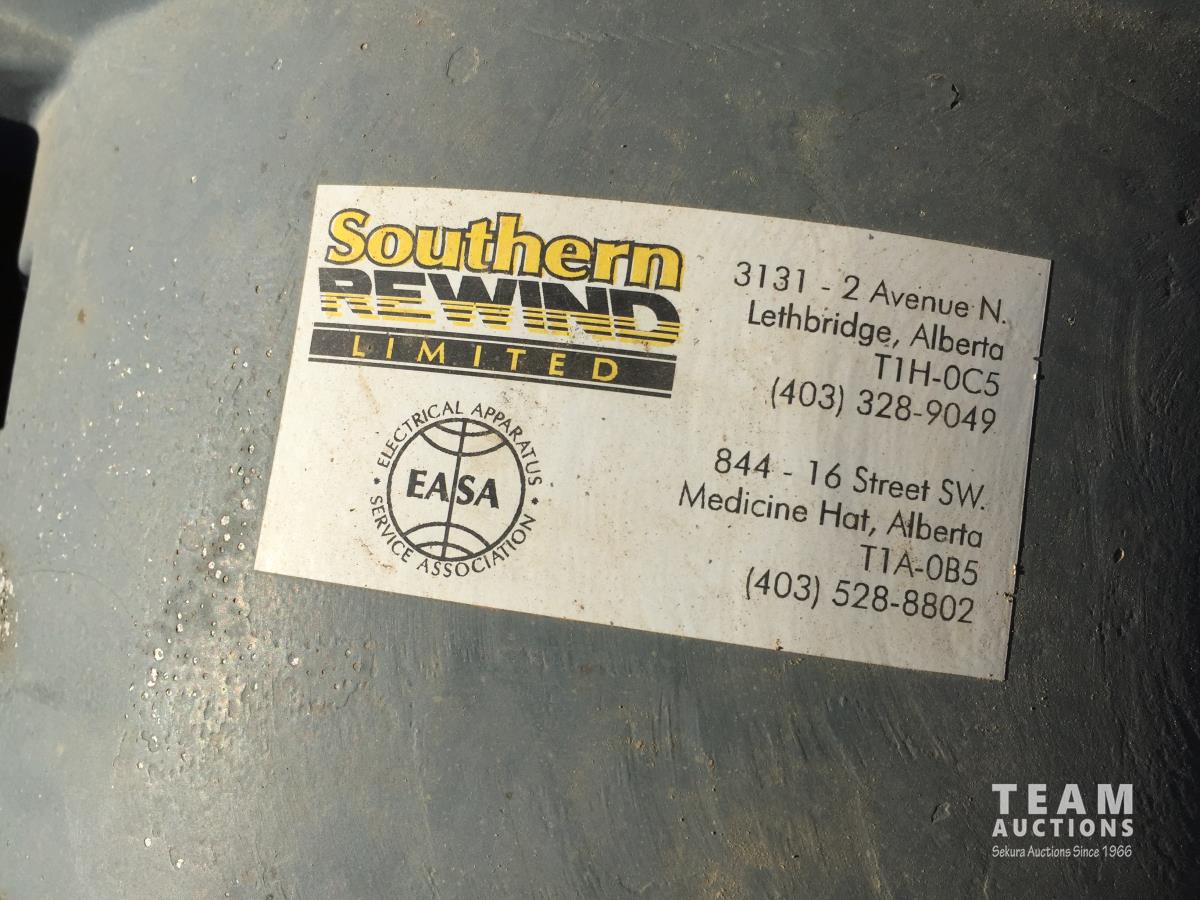 Southern
REWIND
LIMITED
• ELECTRICAL APPARATUS •
SERVICE ASSOCIATION
EASA
3131 - 2 Avenue N.
Lethbridge, Alberta
T1H-0C5
(403) 328-9049
844 - 16 Street SW.
Medicine Hat, Alberta
T1A-0B5
(403) 528-8802
TEAM
AUCTIONS
Sekura Auctions Since 1966